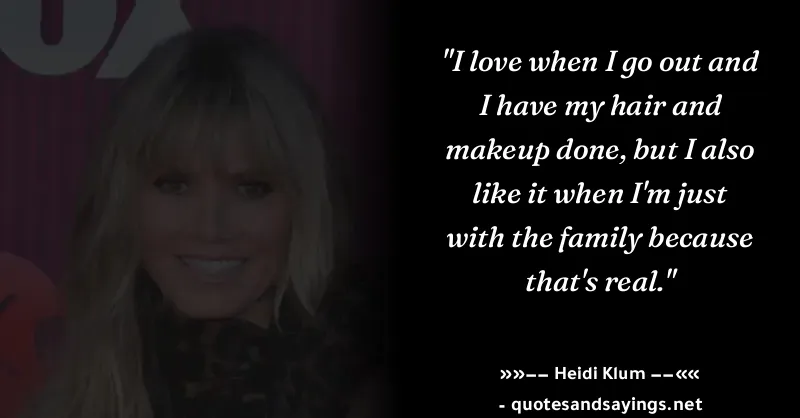 "I love when I go out and
I have my hair and
makeup done, but I also
like it when I'm just
with the family because
that's real."
»»−− Heidi Klum −−««
- quotesandsayings.net